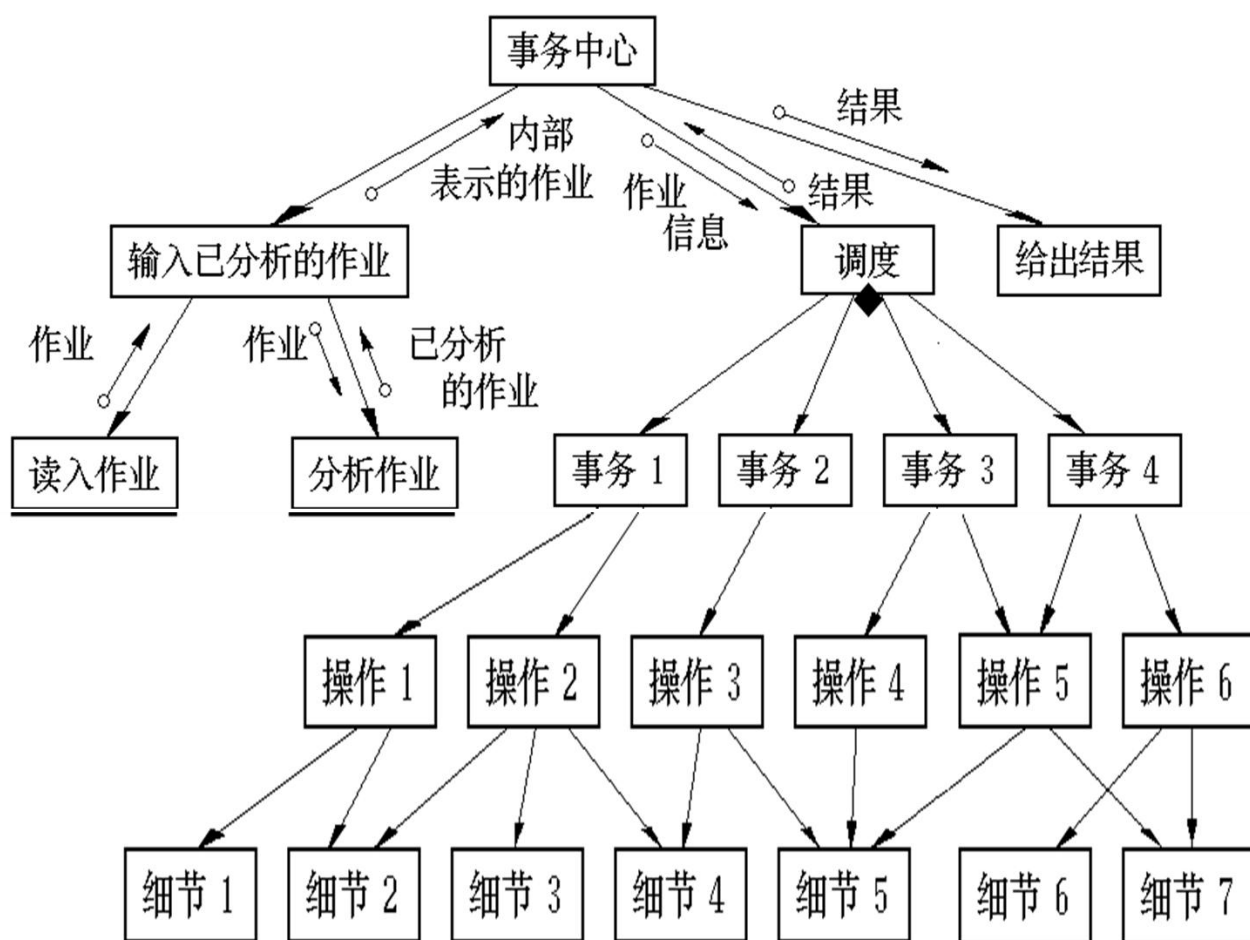 事务中心
结果
内部
表示的作业
作业
信息
结果
输入已分析的作业
调度
给出结果
作业
作业
已分析
的作业
读入作业
分析作业
事务 1
事务 2
事务 3
事务 4
操作 1
操作 2
操作 3
操作 4
操作 5
操作 6
细节 1
细节 2
细节 3
细节 4
细节 5
细节 6
细节 7